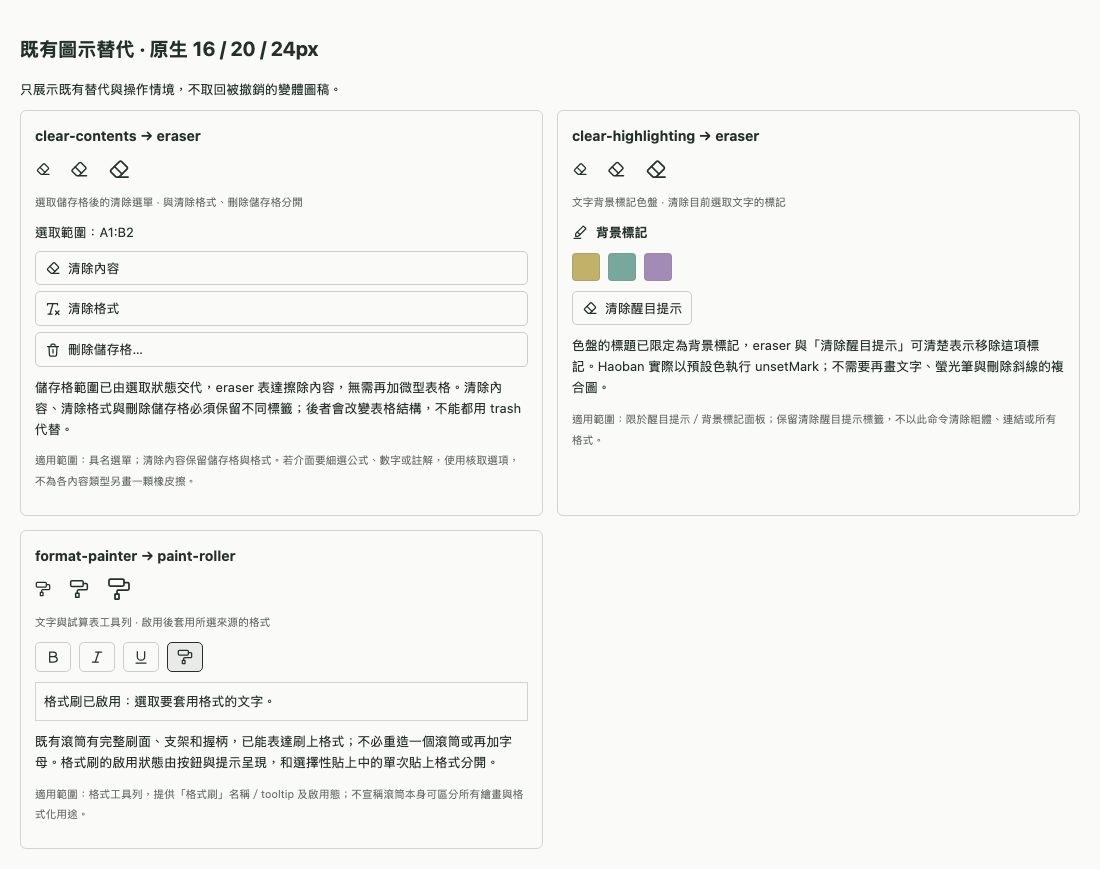 既有圖示替代 · 原生 16 / 20 / 24px
只展示既有替代與操作情境，不取回被撤銷的變體圖稿。
clear-contents → eraser
選取儲存格後的清除選單 · 與清除格式、刪除儲存格分開
選取範圍：A1:B2
清除內容
清除格式
刪除儲存格...
儲存格範圍已由選取狀態交代，eraser 表達擦除內容，無需再加微型表格。清除內
容、清除格式與刪除儲存格必須保留不同標籤；後者會改變表格結構，不能都用 trash
代替。
適用範圍：具名選單；清除內容保留儲存格與格式。若介面要細選公式、數字或註解，使用核取選項，
不為各內容類型另畫一顆橡皮擦。
clear-highlighting → eraser
文字背景標記色盤 · 清除目前選取文字的標記
背景標記
清除醒目提示
色盤的標題已限定為背景標記，eraser 與「清除醒目提示」可清楚表示移除這項標
記。Haoban 實際以預設色執行 unsetMark；不需要再畫文字、螢光筆與刪除斜線的複
合圖。
適用範圍：限於醒目提示 / 背景標記面板；保留清除醒目提示標籤，不以此命令清除粗體、連結或所有
格式。
format-painter → paint-roller
文字與試算表工具列 · 啟用後套用所選來源的格式
B I U
格式刷已啟用：選取要套用格式的文字。
既有滾筒有完整刷面、支架和握柄，已能表達刷上格式；不必重造一個滾筒或再加字
母。格式刷的啟用狀態由按鈕與提示呈現，和選擇性貼上中的單次貼上格式分開。
適用範圍：格式工具列，提供「格式刷」名稱 / tooltip 及啟用態；不宣稱滾筒本身可區分所有繪畫與格
式化用途。